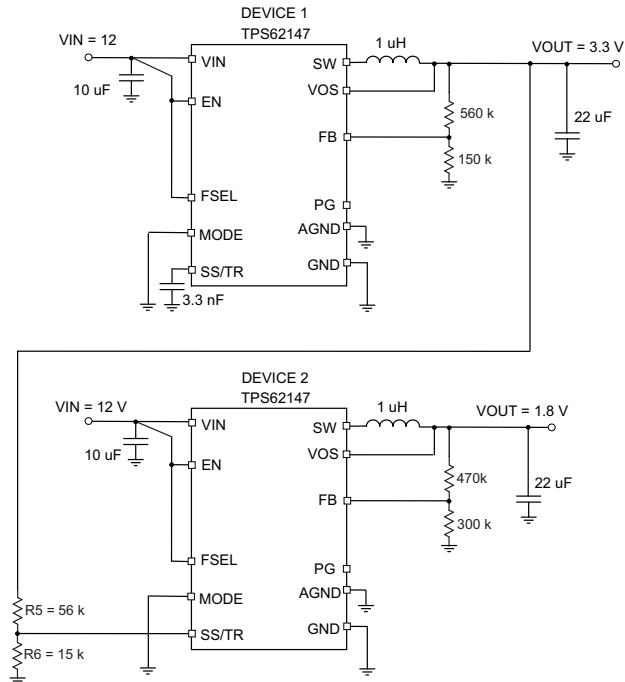 DEVICE 1
TPS62147
VIN = 12
10 uF
VIN
EN
FSEL
MODE
SS/TR
3.3 nF
SW
VOS
FB
PG
AGND
GND
1 uH
VOUT = 3.3 V
560 k
150 k
22 uF
DEVICE 2
TPS62147
VIN = 12 V
10 uF
VIN
EN
FSEL
MODE
SS/TR
SW
VOS
FB
PG
AGND
GND
1 uH
VOUT = 1.8 V
470k
300 k
22 uF
R5 = 56 k
R6 = 15 k